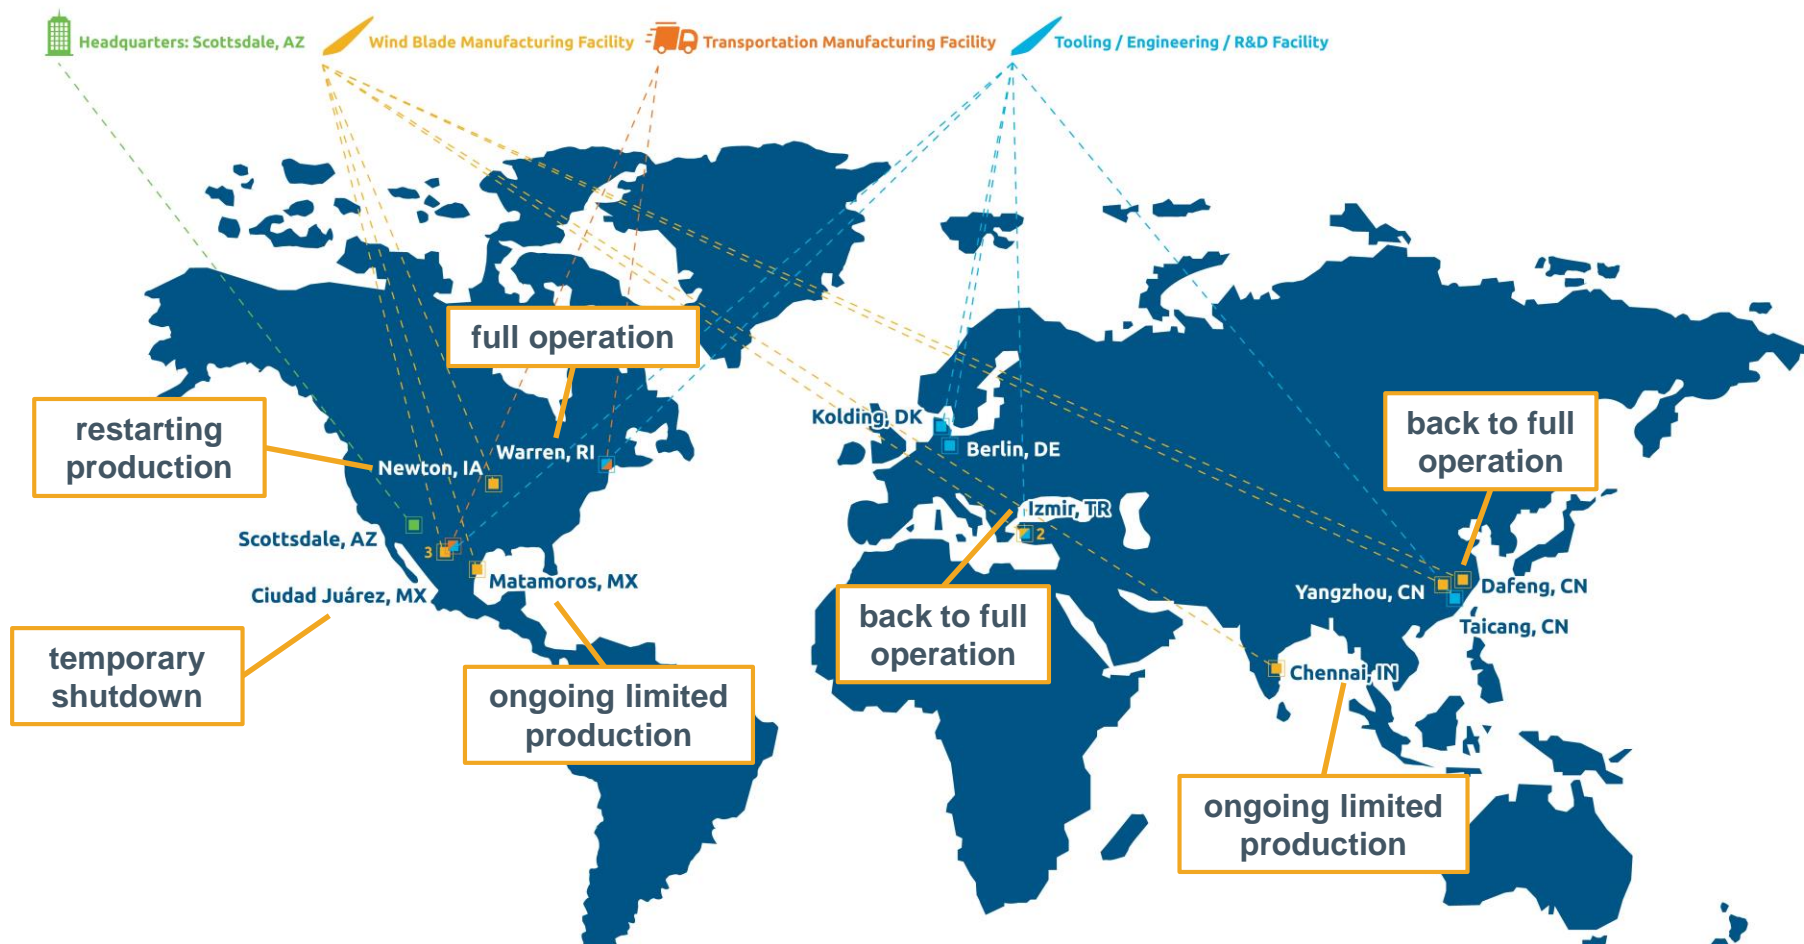 Headquarters: Scottsdale, AZ
Wind Blade Manufacturing Facility
Transportation Manufacturing Facility
Tooling / Engineering / R&D Facility
full operation
restarting
production
Warren, RI
Newton, IA
Scottsdale, AZ
3
Ciudad Juárez, MX
Matamoros, MX
temporary
shutdown
ongoing limited
production
Kolding, DK
Berlin, DE
Izmir, TR
2
back to full
operation
back to full
operation
Yangzhou, CN
Dafeng, CN
Taicang, CN
Chennai, IN
ongoing limited
production